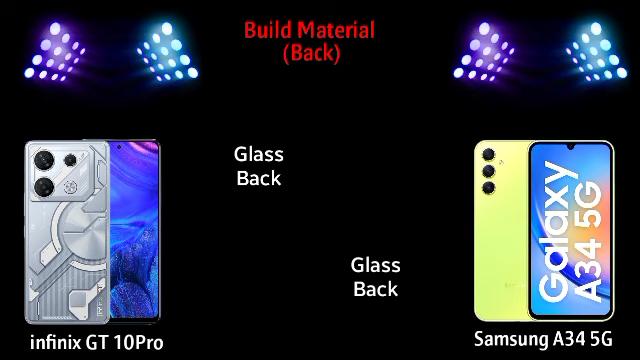 Build Material
(Back)
Glass
Back
Glass
Back
Galaxy
A34 5G
infinix GT 10Pro
Samsung A34 5G